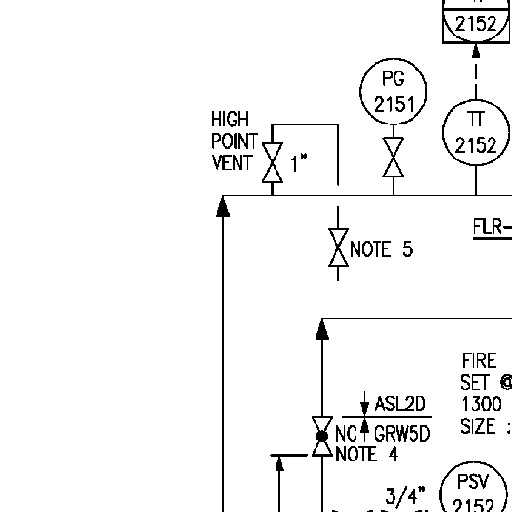 2152
PG
2151
TT
2152
HIGH
POINT
VENT
1"
FLR-
NOTE 5
FIRE
SET @
1300
SIZE :
ASL2D
NC
GRW5D
NOTE 4
PSV
2152
3/4"